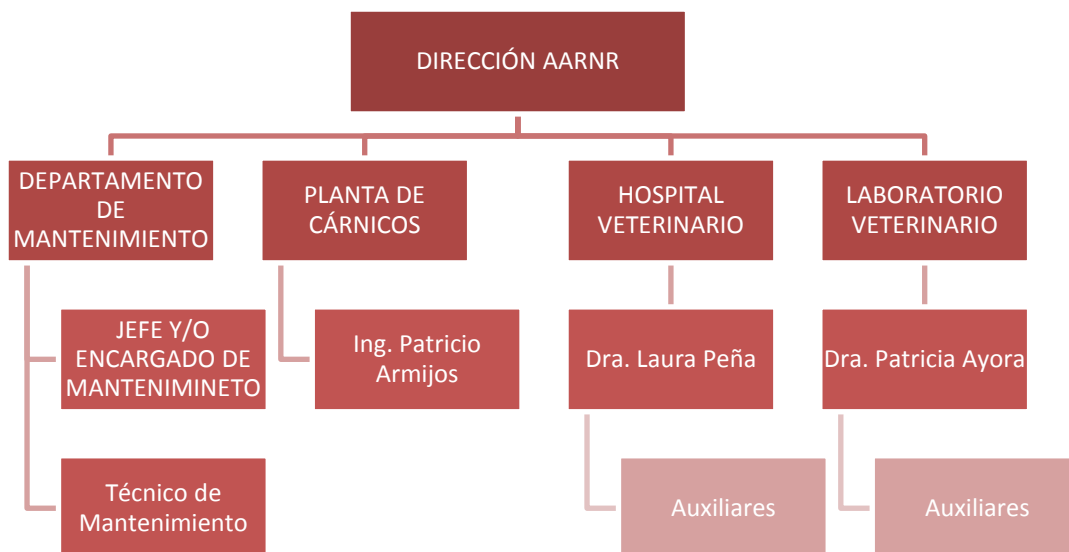 DIRECCIÓN AARNR
DEPARTAMENTO
DE
MANTENIMIENTO
PLANTA DE
CÁRNICOS
HOSPITAL
VETERINARIO
LABORATORIO
VETERINARIO
JEFE Y/O
ENCARGADO DE
MANTENIMINETO
Ing. Patricio
Armijos
Dra. Laura Peña
Dra. Patricia Ayora
Técnico de
Mantenimiento
Auxiliares
Auxiliares